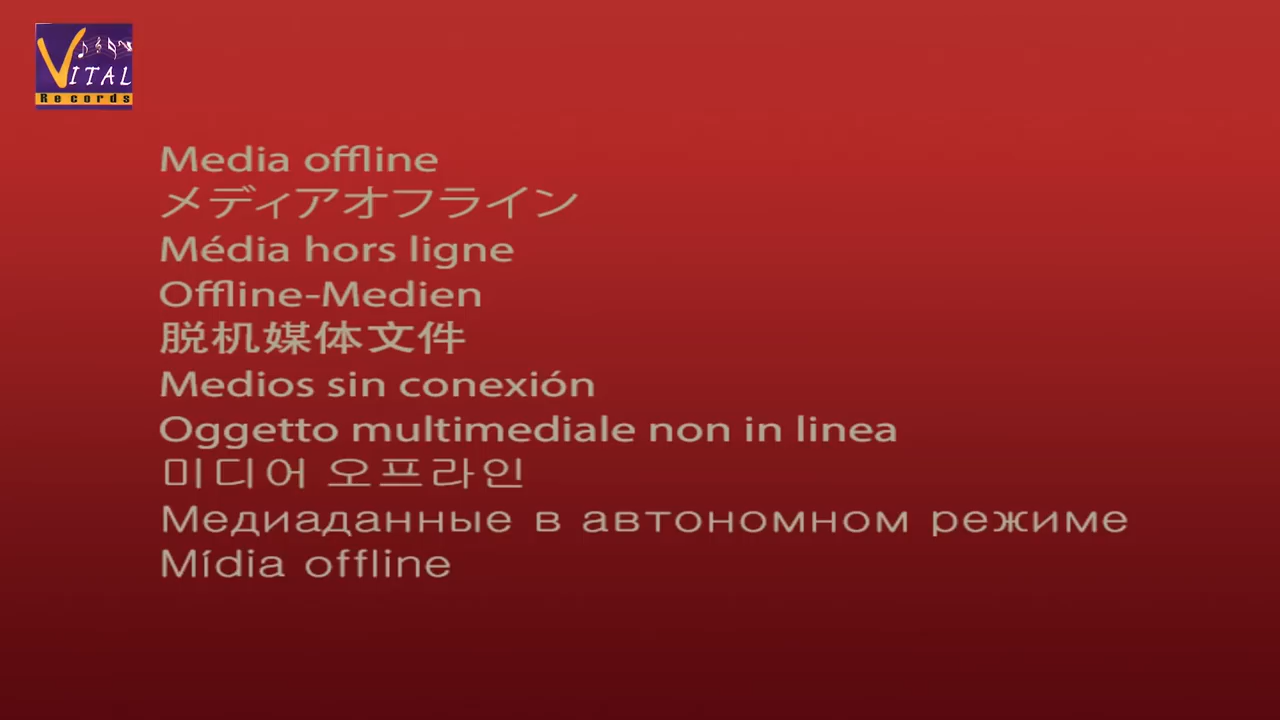 VITAL
Records
Media offline
メディアオフライン
Média hors ligne
Offline-Medien
脱机媒体文件
Medios sin conexión
Oggetto multimediale non in linea
미디어 오프라인
Медиаданные в автономном режиме
Mídia offline